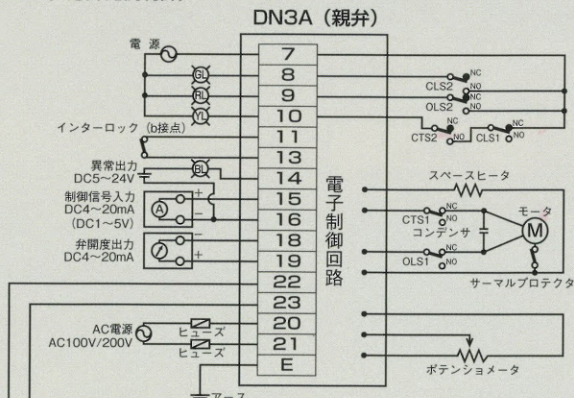 DN3A（親弁）
電 源
7
GL
8
RL
9
YL
10
インターロック（b接点）
11
13
異常出力
DC5～24V
BL
14
制御信号入力
DC4～20mA
(DC1～5V)
A
+
15
−
16
弁開度出力
DC4～20mA
−
18
+
19
22
23
AC電源
AC100V/200V
ヒューズ
20
ヒューズ
21
E
アース
電子制御回路
NC
CLS2
NO
NC
OLS2
NO
NC
CTS2
NO
NC
CLS1
NO
スペースヒータ
NC
CTS1
NO
コンデンサ
モータ
M
NC
OLS1
NO
サーマルプロテクタ
ポテンショメータ